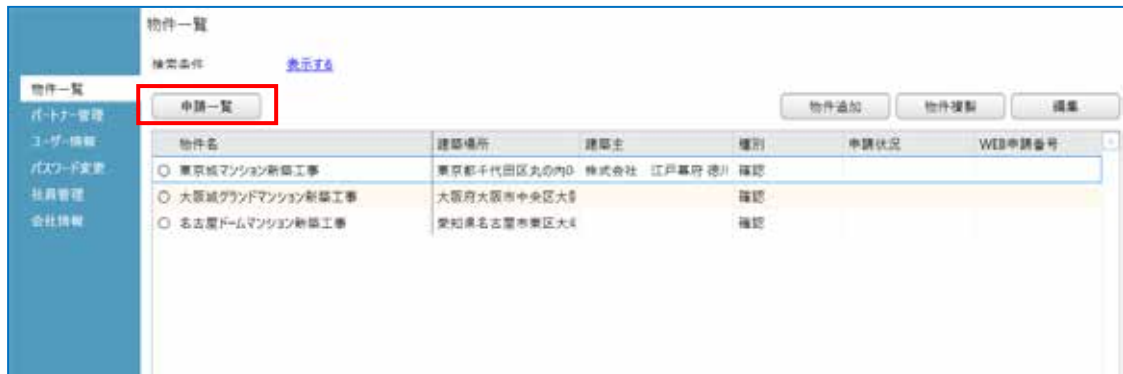 物件一覧
検索条件 表示する
物件一覧
パートナー管理
ユーザー情報
パスワード変更
社員管理
会社情報
申請一覧 物件追加 物件複製 編集
物件名 建築場所 建築主 種別 申請状況 WEB申請番号
東京城マンション新築工事 東京都千代田区丸の内0 株式会社 江戸幕府 徳川 確認
大阪城グランドマンション新築工事 大阪府大阪市中央区大 確認
名古屋ドームマンション新築工事 愛知県名古屋市東区大 確認